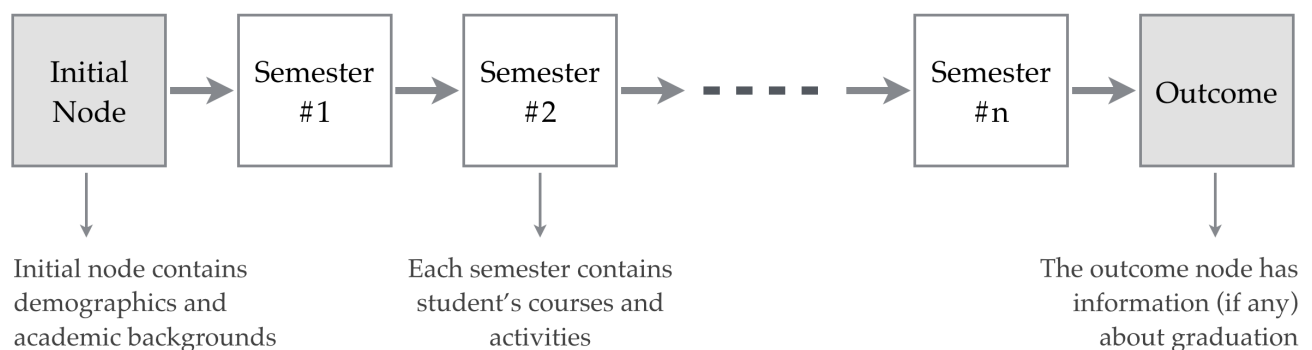 Initial
Node
Semester
#1
Semester
#2
Semester
#n
Outcome
Initial node contains
demographics and
academic backgrounds
Each semester contains
student’s courses and
activities
The outcome node has
information (if any)
about graduation